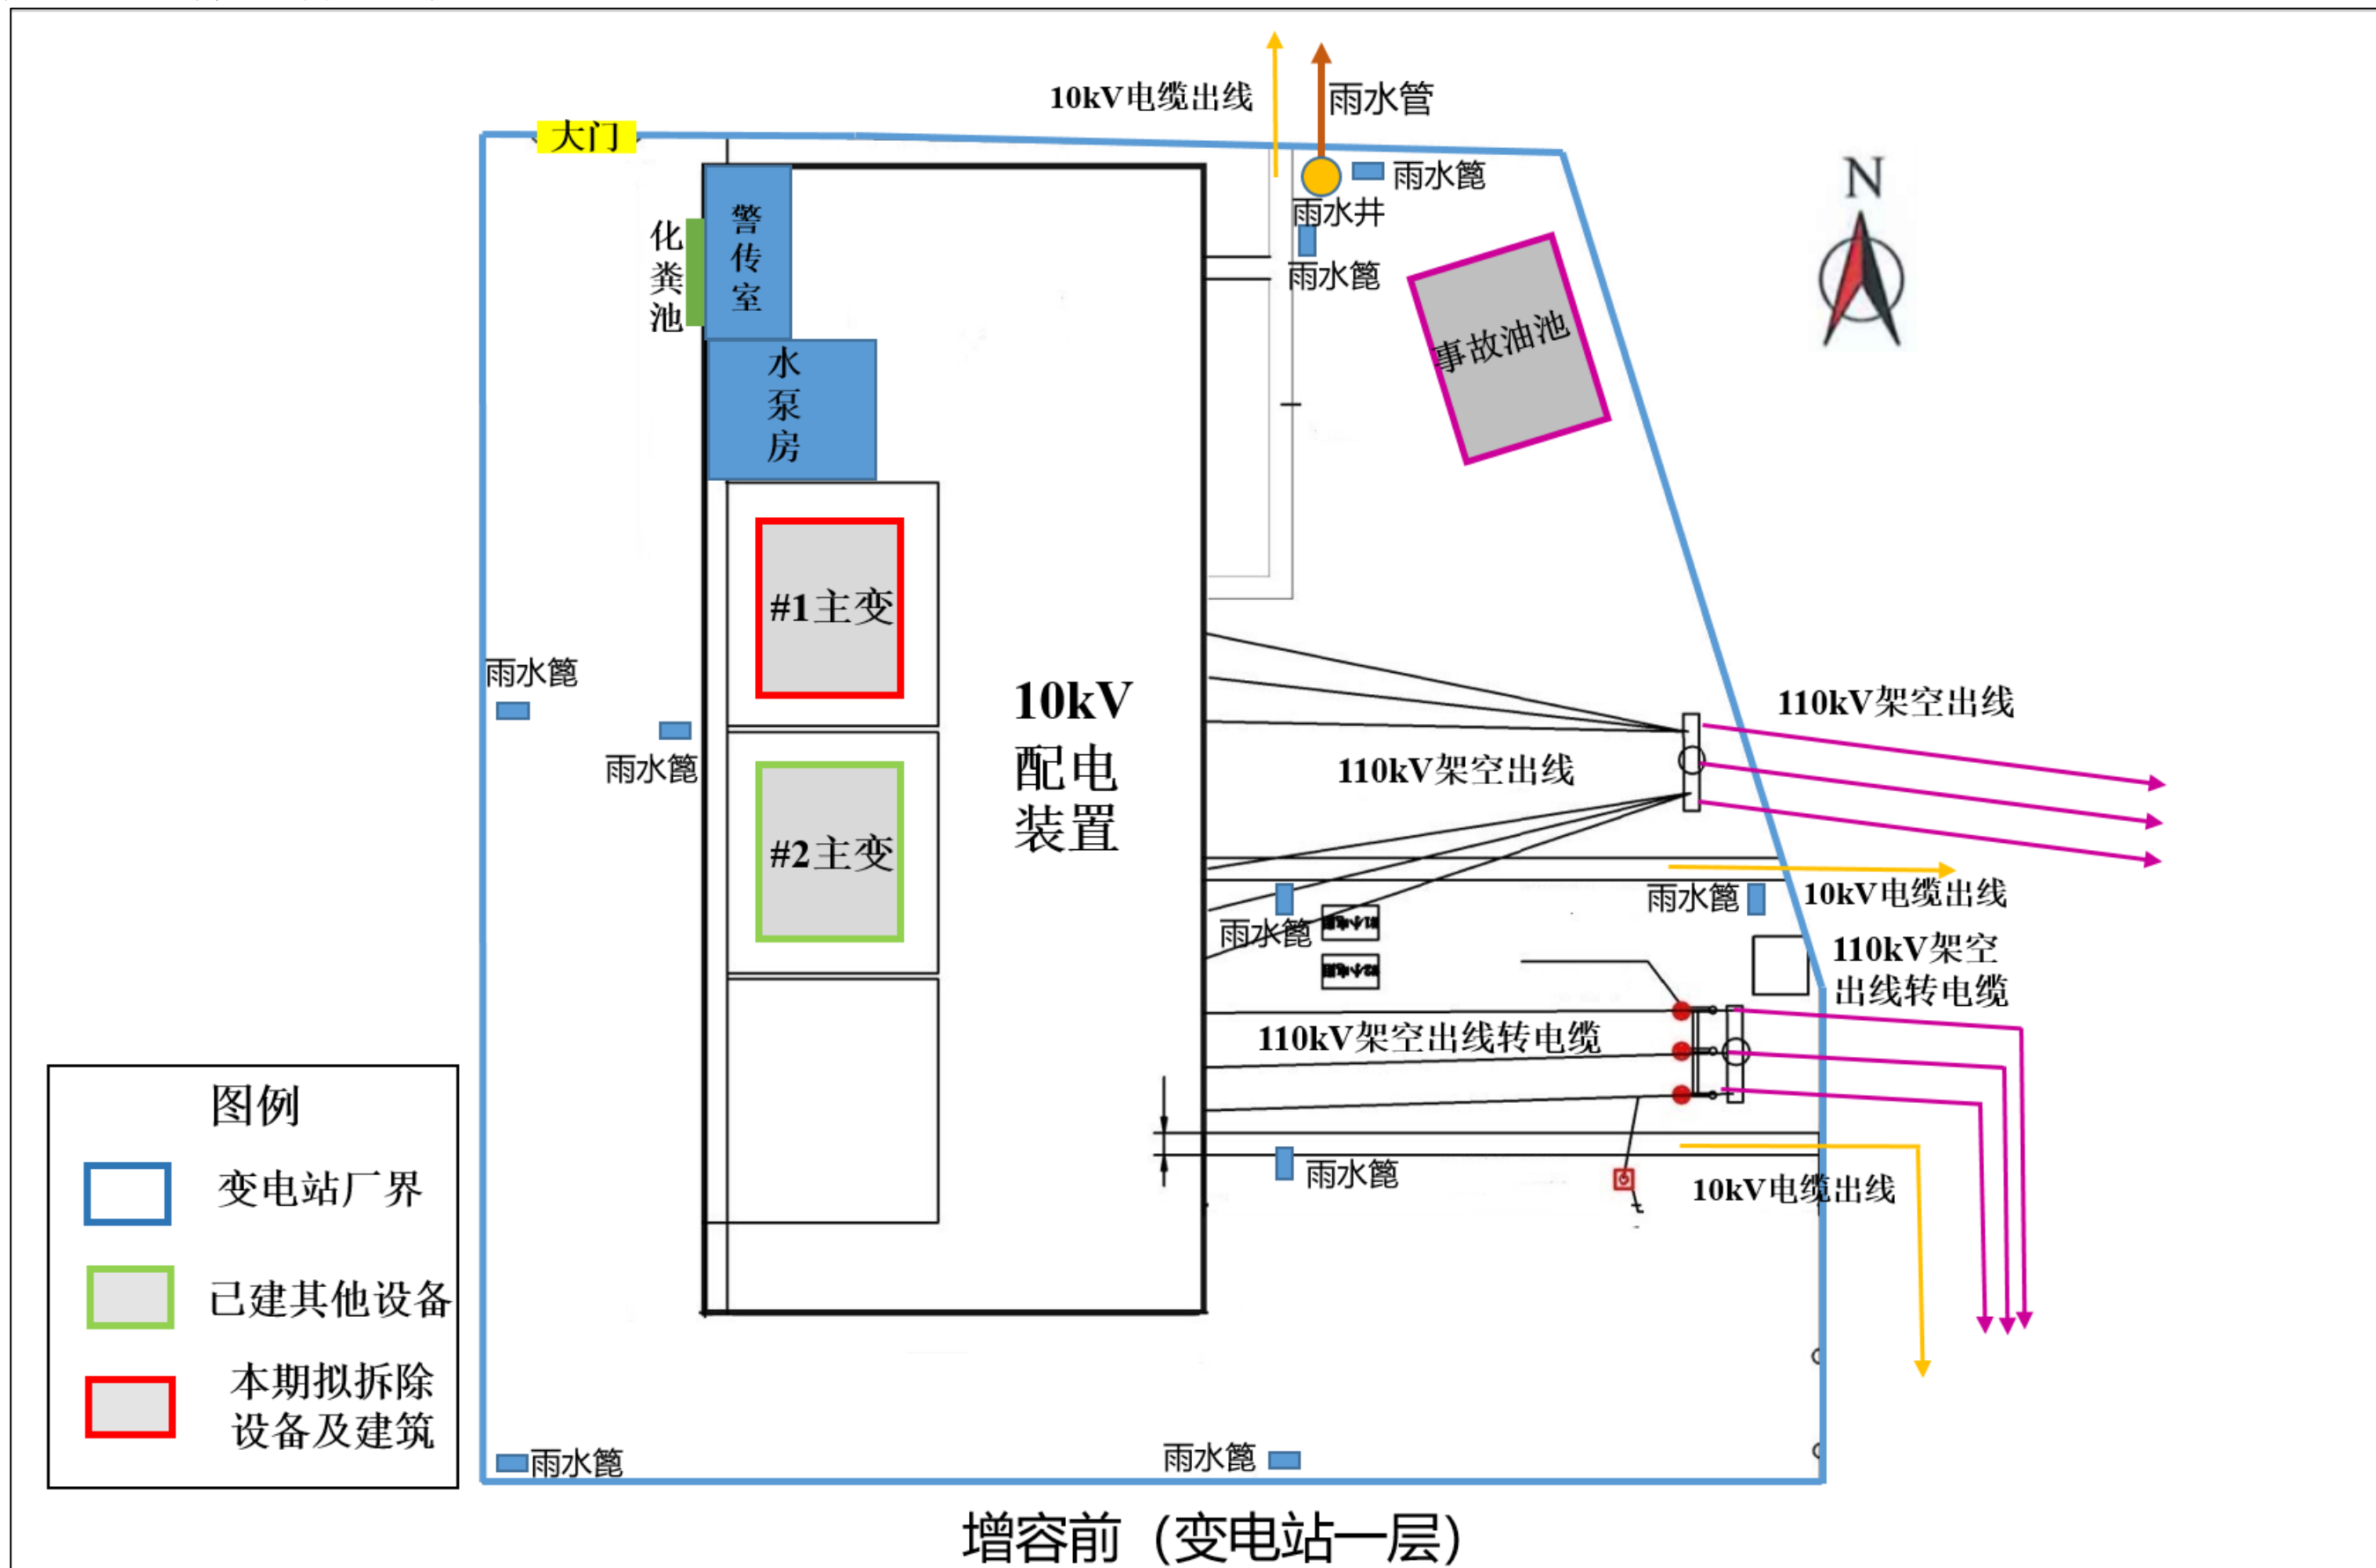 10kV电缆出线
雨水管
大门
N
雨水篦
雨水井
雨水篦
化粪池
警传室
水泵房
事故油池
#1主变
雨水篦
雨水篦
#2主变
10kV
配电
装置
110kV架空出线
110kV架空出线
雨水篦
雨水篦
10kV电缆出线
110kV架空
出线转电缆
110kV架空出线转电缆
雨水篦
10kV电缆出线
图例
变电站厂界
已建其他设备
本期拟拆除
设备及建筑
雨水篦
雨水篦
增容前（变电站一层）